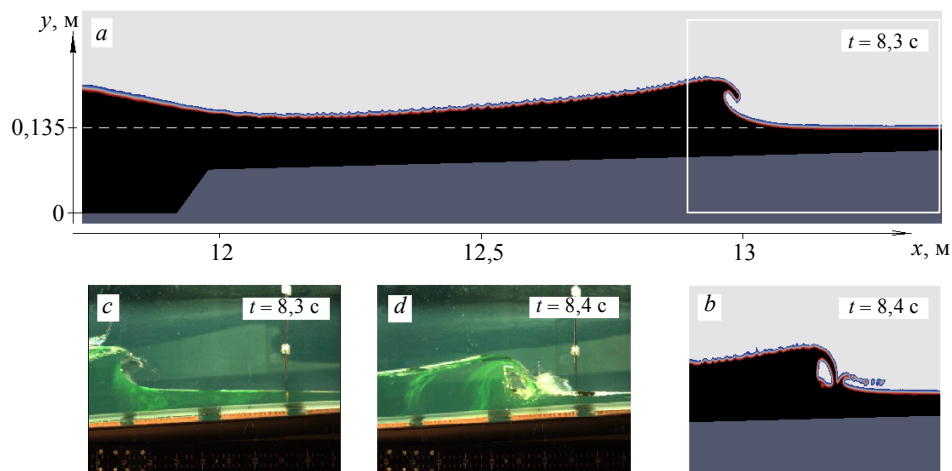 y, м
a
t = 8,3 с
0,135
0
12
12,5
13
x, м
c
t = 8,3 с
d
t = 8,4 с
b
t = 8,4 с